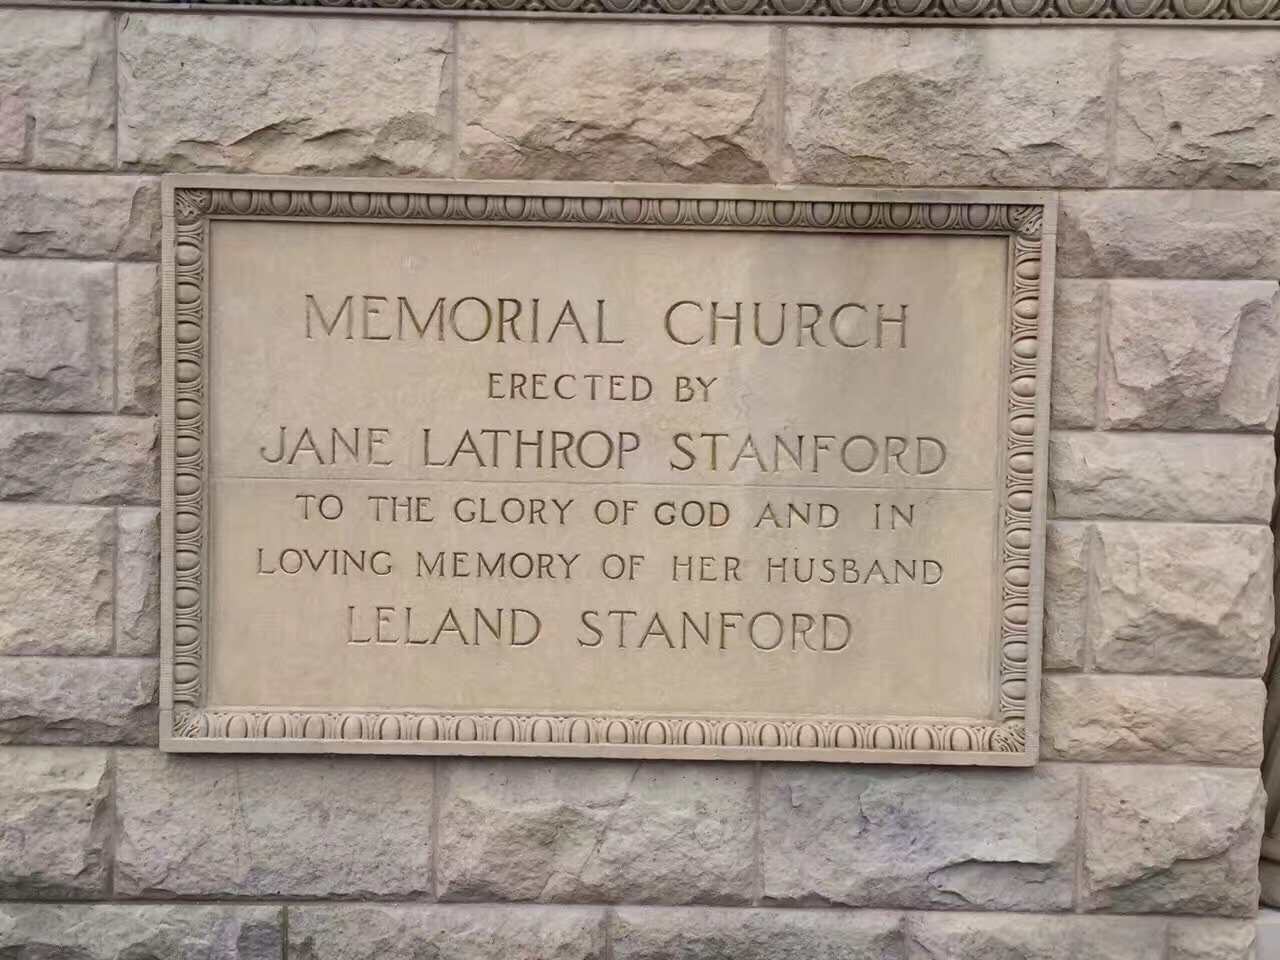 MEMORIAL CHURCH
ERECTED BY
JANE LATHROP STANFORD
TO THE GLORY OF GOD AND IN
LOVING MEMORY OF HER HUSBAND
LELAND STANFORD